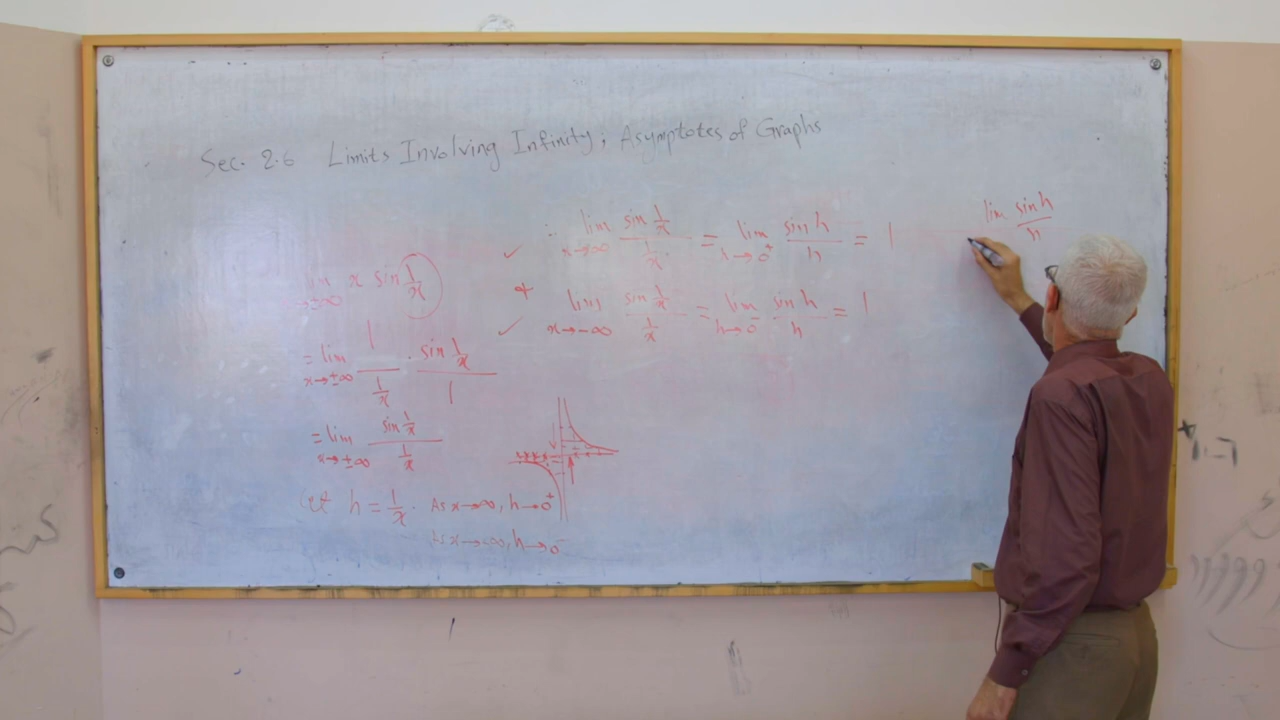 Sec. 2.6 Limits Involving Infinity; Asymptotes of Graphs
lim x→±∞ x sin 1/x
= lim x→±∞ 1/(1/x) · (sin 1/x)/1
= lim x→±∞ (sin 1/x)/(1/x)
Let h = 1/x. As x→∞, h→0⁺
As x→-∞, h→0⁻
✓ ∴ lim x→∞ (sin 1/x)/(1/x) = lim h→0⁺ (sin h)/h = 1
&
✓ lim x→-∞ (sin 1/x)/(1/x) = lim h→0⁻ (sin h)/h = 1
lim (sin h)/h